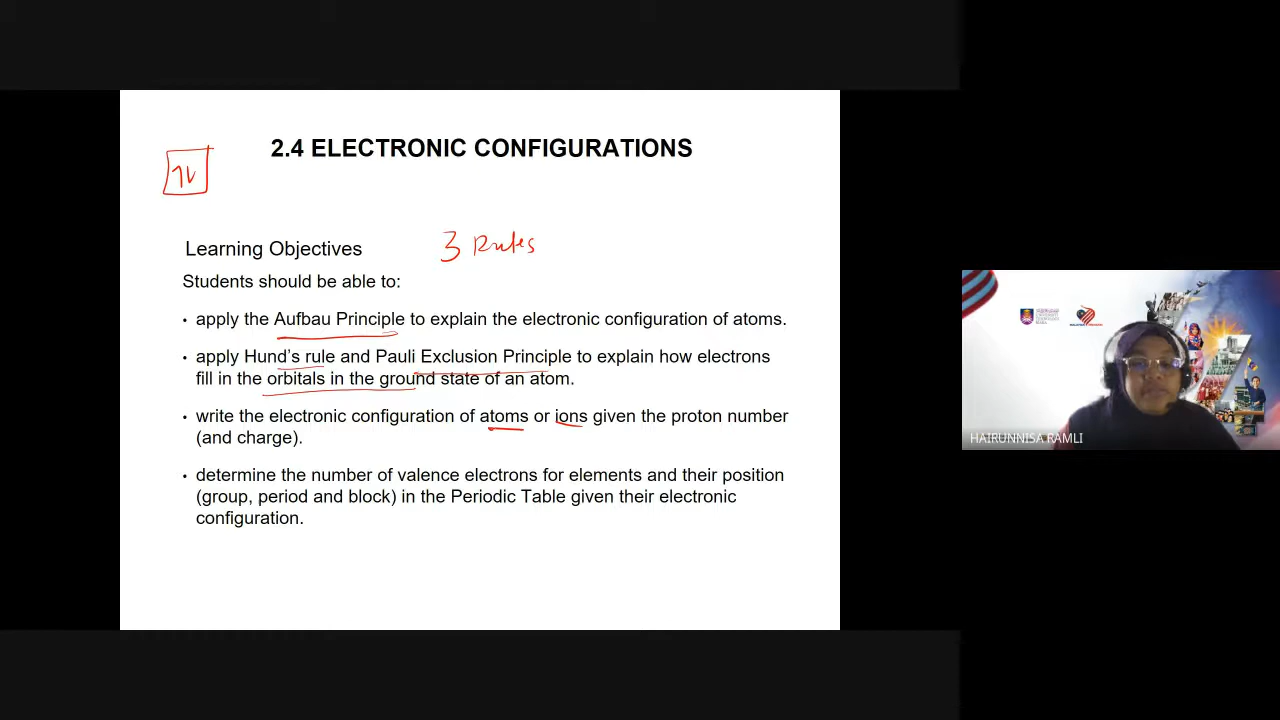 2.4 ELECTRONIC CONFIGURATIONS
Learning Objectives
3 Rules
Students should be able to:
• apply the Aufbau Principle to explain the electronic configuration of atoms.
• apply Hund's rule and Pauli Exclusion Principle to explain how electrons
fill in the orbitals in the ground state of an atom.
• write the electronic configuration of atoms or ions given the proton number
(and charge).
• determine the number of valence electrons for elements and their position
(group, period and block) in the Periodic Table given their electronic
configuration.
HAIRUNNISA RAMLI